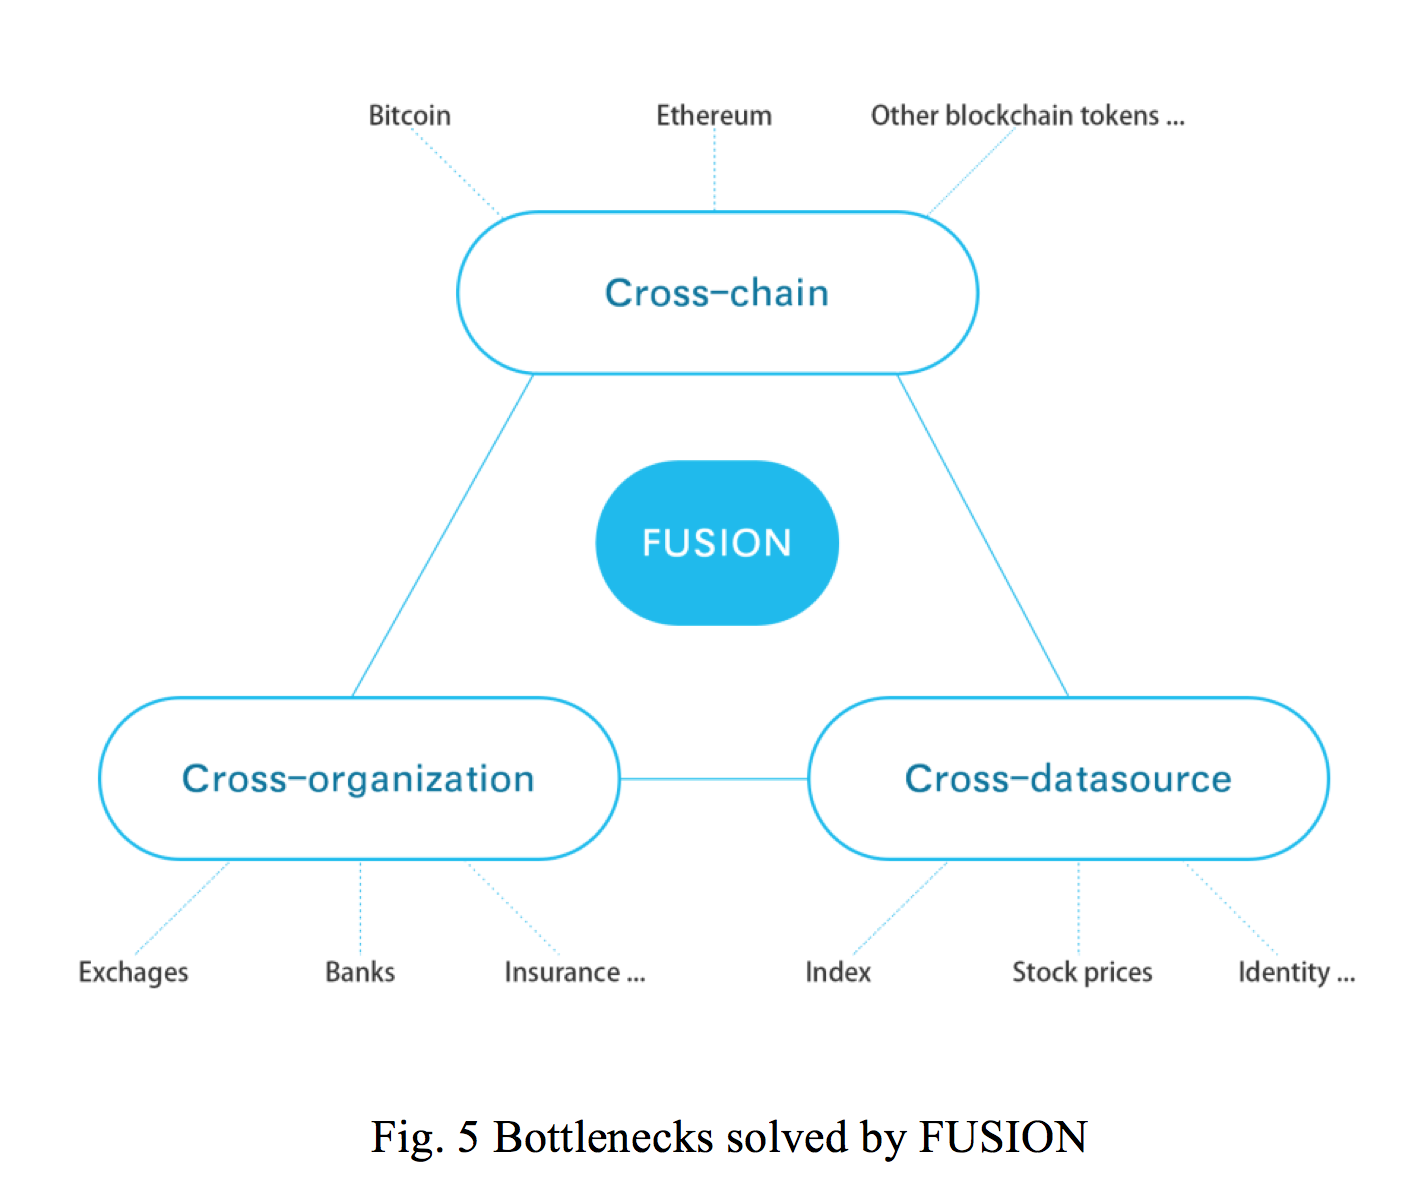 Bitcoin
Ethereum
Other blockchain tokens ...
Cross-chain
FUSION
Cross-organization
Cross-datasource
Exchages
Banks
Insurance ...
Index
Stock prices
Identity ...
Fig. 5 Bottlenecks solved by FUSION